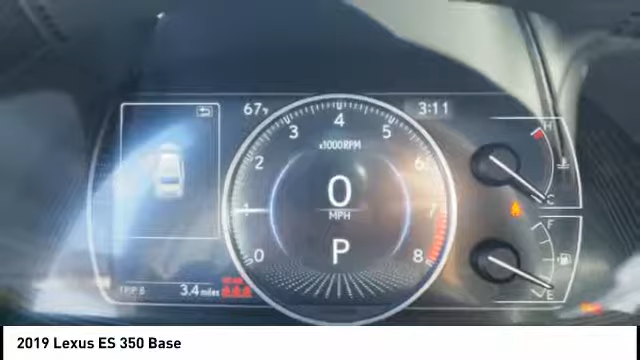 67°F
3:11
4
3
5
x1000RPM
2
6
0
MPH
1
7
P
0
8
H
C
F
E
TRIP B
3.4 miles
2019 Lexus ES 350 Base